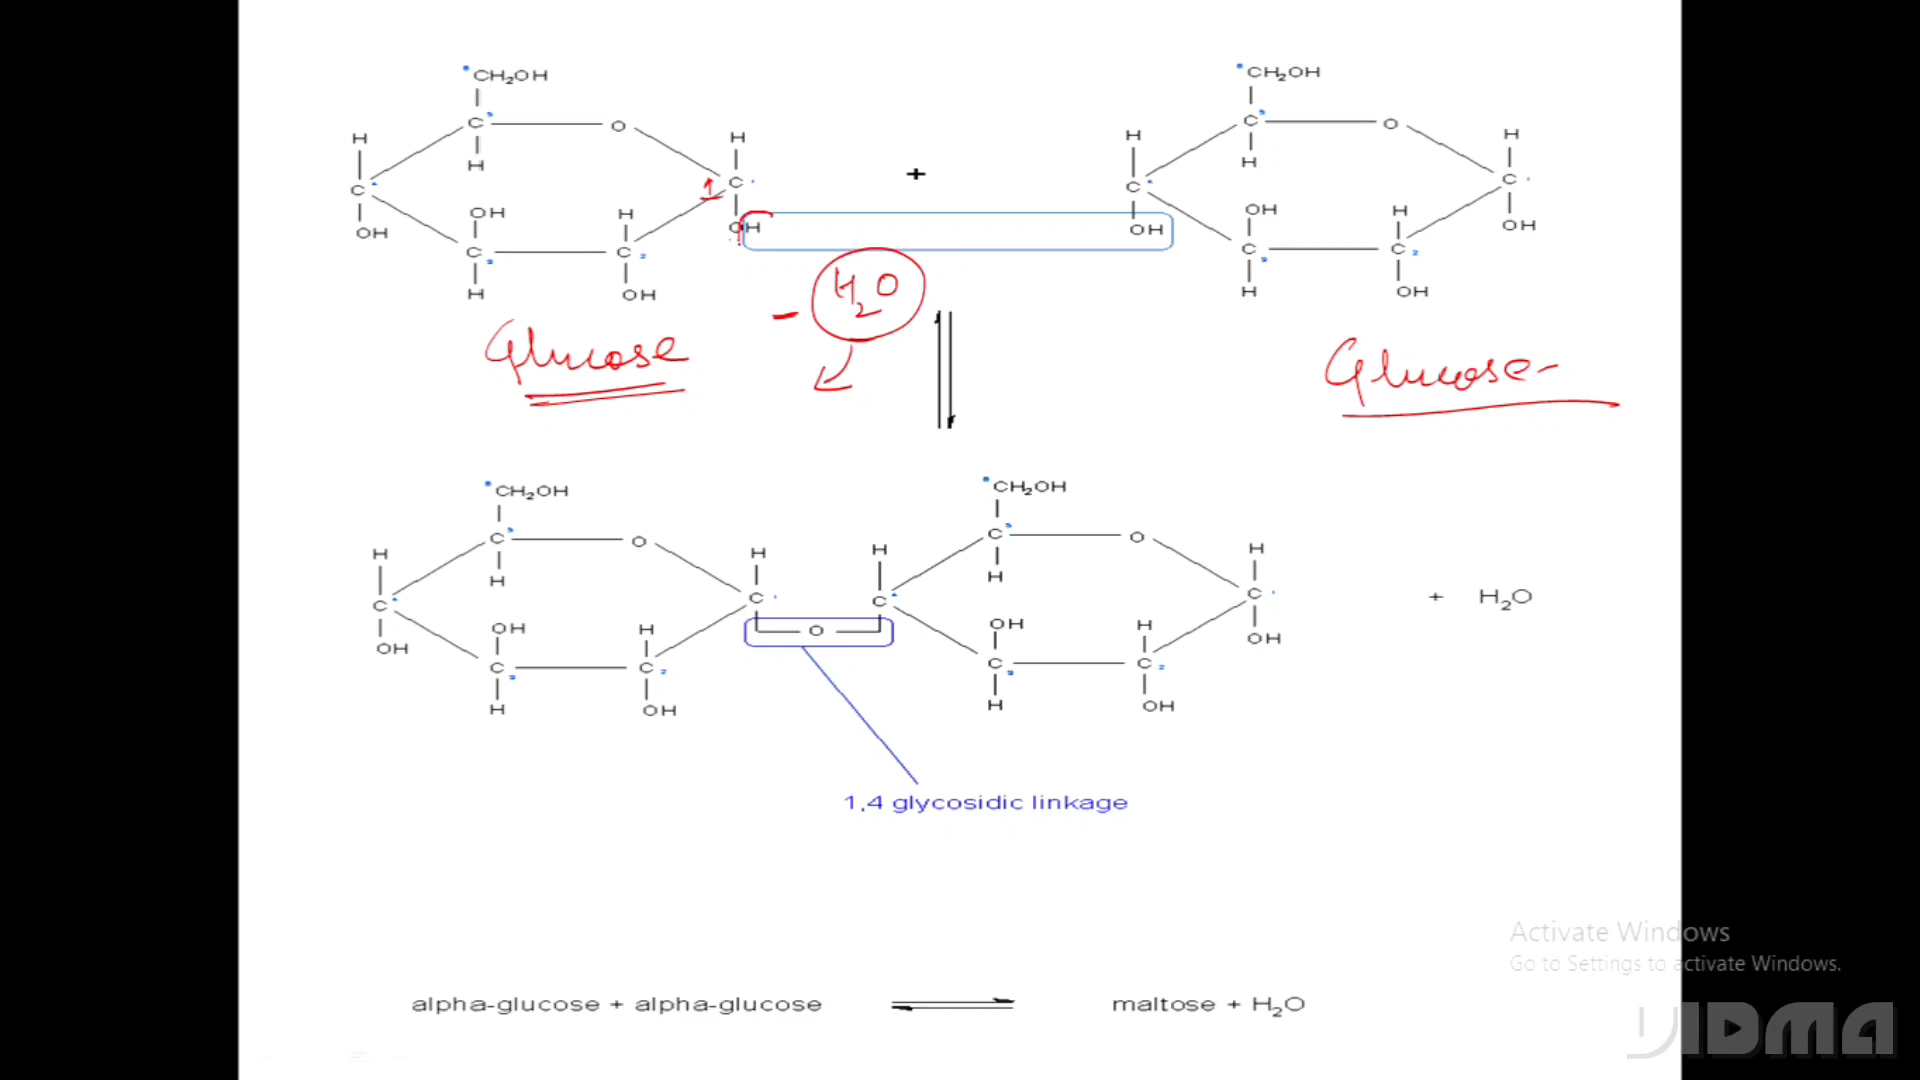 CH₂OH CH₂OH
H C O H H C O H
C H 1 C + C H C
OH OH H OH OH OH H OH
C C C C
H OH H OH
- H₂O
Glucose Glucose
CH₂OH CH₂OH
H C O H H C O H
C H C C H C + H₂O
OH OH H O OH H OH
C C C C
H OH H OH
1,4 glycosidic linkage
Activate Windows
Go to Settings to activate Windows.
alpha-glucose + alpha-glucose maltose + H₂O
VIDMA